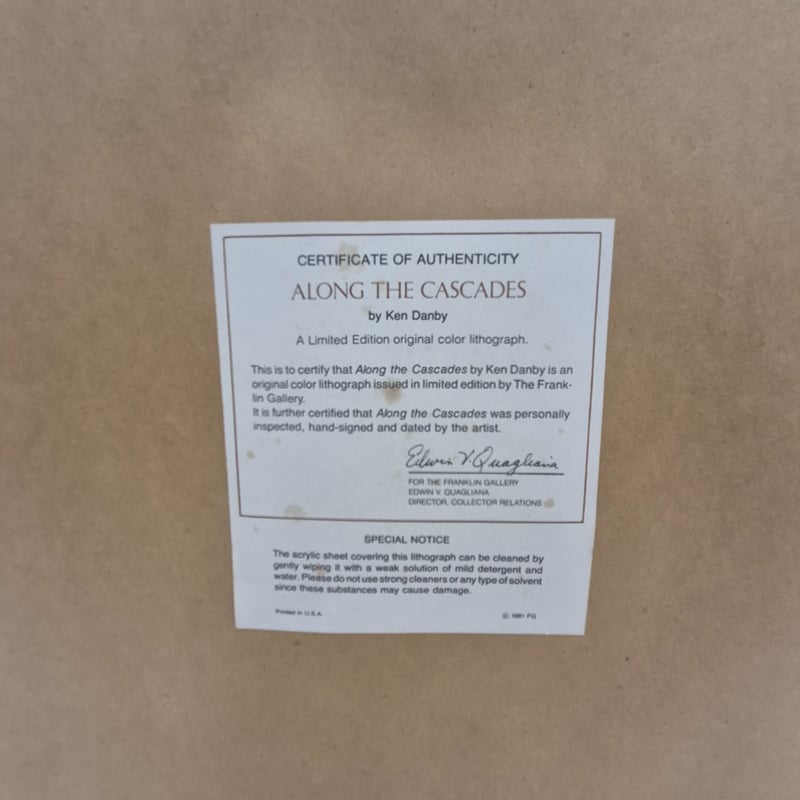 CERTIFICATE OF AUTHENTICITY
ALONG THE CASCADES
by Ken Danby
A Limited Edition original color lithograph.
This is to certify that Along the Cascades by Ken Danby is an
original color lithograph issued in limited edition by The Frank-
lin Gallery.
It is further certified that Along the Cascades was personally
inspected, hand-signed and dated by the artist.
Edwin V. Quagliana
FOR THE FRANKLIN GALLERY
EDWIN V. QUAGLIANA
DIRECTOR, COLLECTOR RELATIONS
SPECIAL NOTICE
The acrylic sheet covering this lithograph can be cleaned by
gently wiping it with a weak solution of mild detergent and
water. Please do not use strong cleaners or any type of solvent
since these substances may cause damage.
Printed in U.S.A.
© 1981 FG